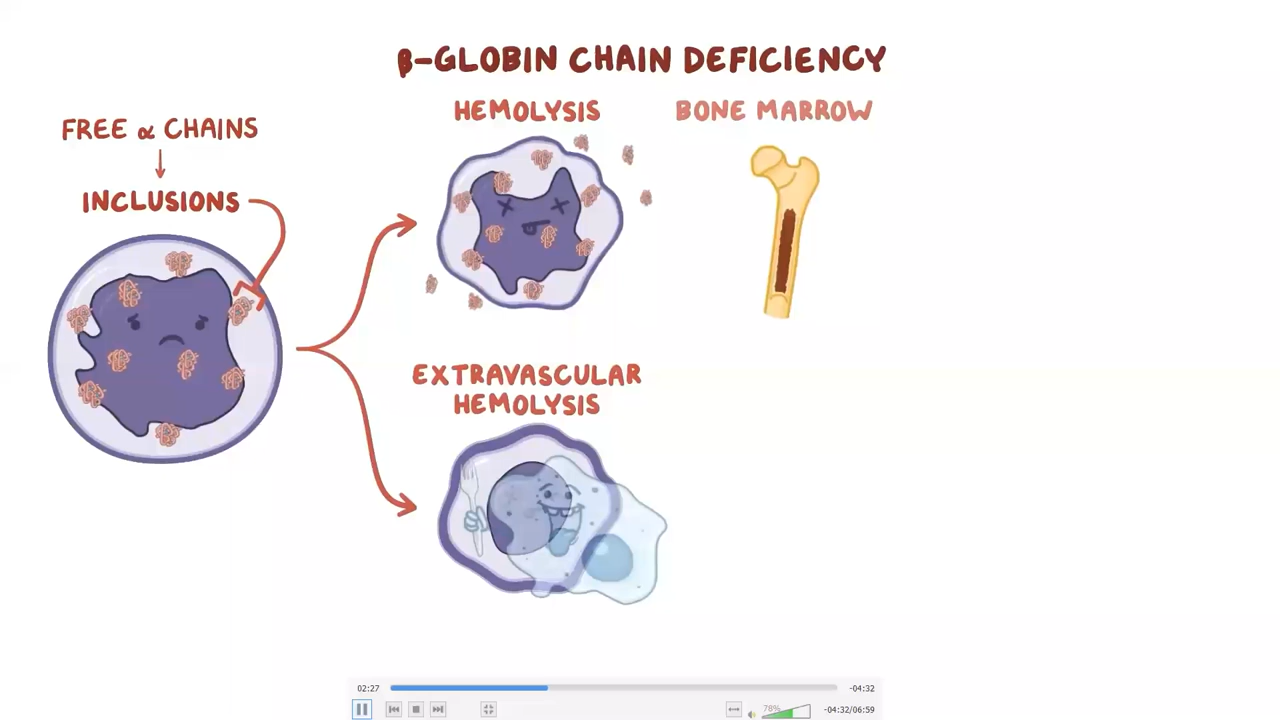 β-GLOBIN CHAIN DEFICIENCY
FREE α CHAINS
INCLUSIONS
HEMOLYSIS
BONE MARROW
EXTRAVASCULAR
HEMOLYSIS
02:27
-04:32
78%
-04:32/06:59